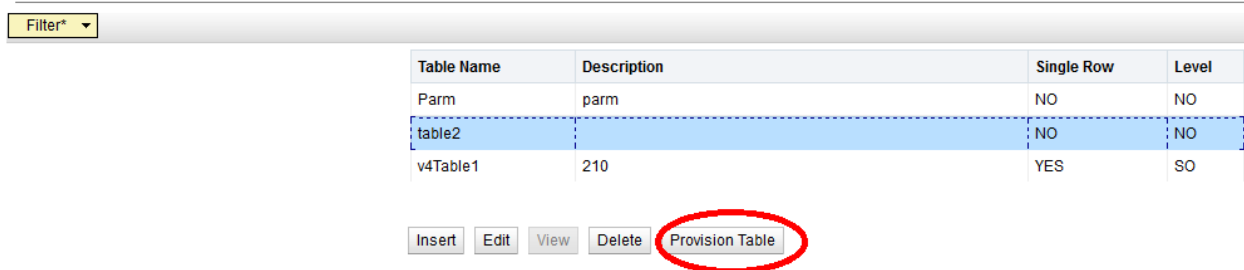 Filter*
Table Name Description Single Row Level
Parm parm NO NO
table2 NO NO
v4Table1 210 YES SO
Insert Edit View Delete Provision Table